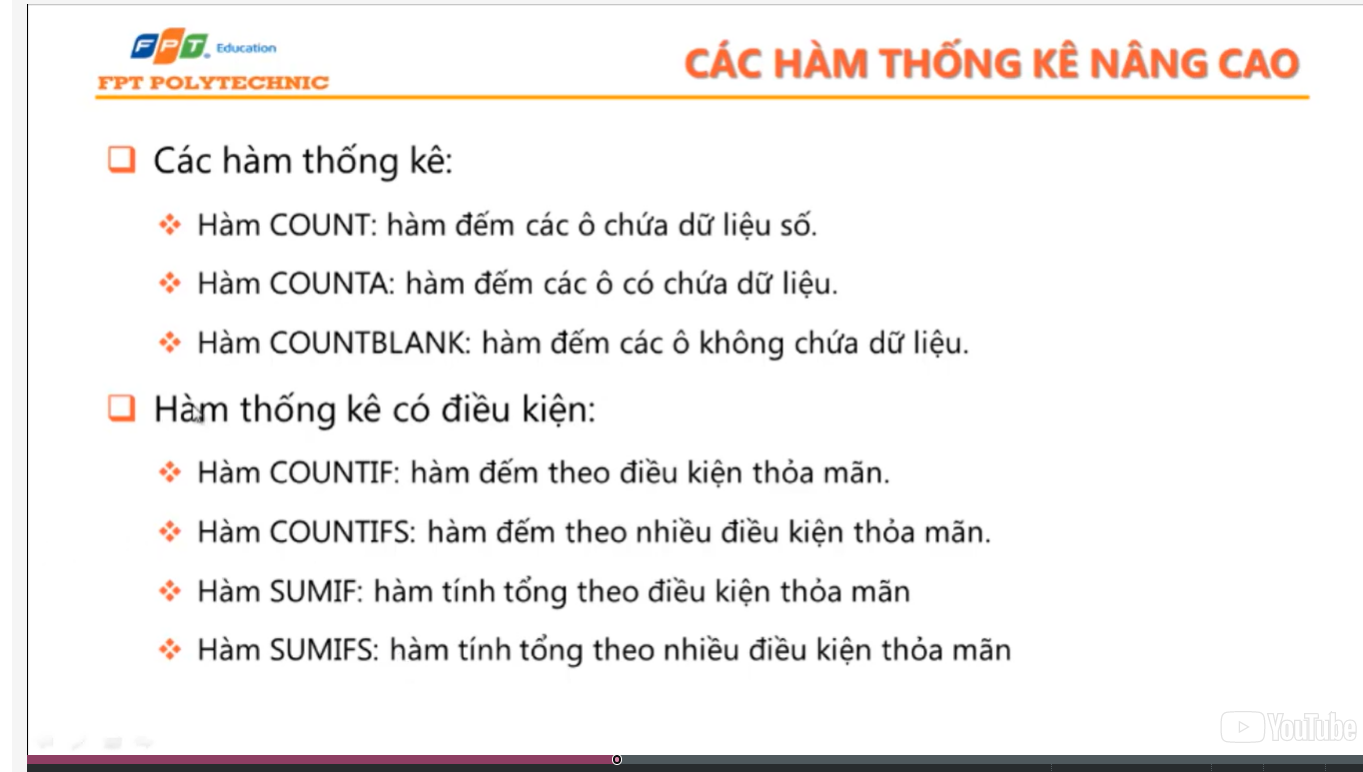 FPT Education
FPT POLYTECHNIC
CÁC HÀM THỐNG KÊ NÂNG CAO
Các hàm thống kê:
Hàm COUNT: hàm đếm các ô chứa dữ liệu số.
Hàm COUNTA: hàm đếm các ô có chứa dữ liệu.
Hàm COUNTBLANK: hàm đếm các ô không chứa dữ liệu.
Hàm thống kê có điều kiện:
Hàm COUNTIF: hàm đếm theo điều kiện thỏa mãn.
Hàm COUNTIFS: hàm đếm theo nhiều điều kiện thỏa mãn.
Hàm SUMIF: hàm tính tổng theo điều kiện thỏa mãn
Hàm SUMIFS: hàm tính tổng theo nhiều điều kiện thỏa mãn
YouTube